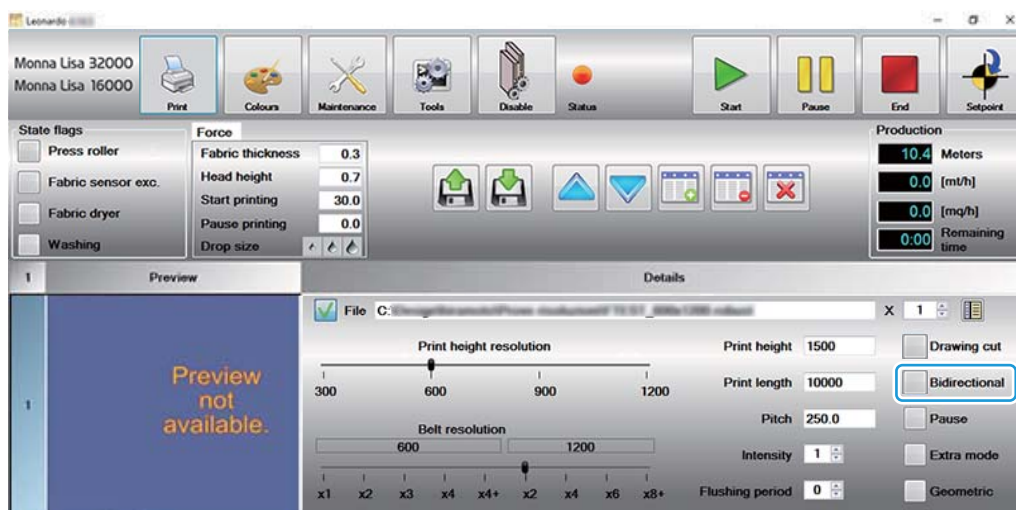 Leonardo
Monna Lisa 32000
Monna Lisa 16000
Print
Colours
Maintenance
Tools
Disable
Status
Start
Pause
End
Setpoint
State flags
Press roller
Fabric sensor exc.
Fabric dryer
Washing
Force
Fabric thickness 0.3
Head height 0.7
Start printing 30.0
Pause printing 0.0
Drop size
Production
10.4 Meters
0.0 [mt/h]
0.0 [mq/h]
0:00 Remaining
time
1 Preview Details
1
Preview
not
available.
File C:
X 1
Print height resolution
300 600 900 1200
Belt resolution
600 1200
x1 x2 x3 x4 x4+ x2 x4 x6 x8+
Print height 1500
Print length 10000
Pitch 250.0
Intensity 1
Flushing period 0
Drawing cut
Bidirectional
Pause
Extra mode
Geometric